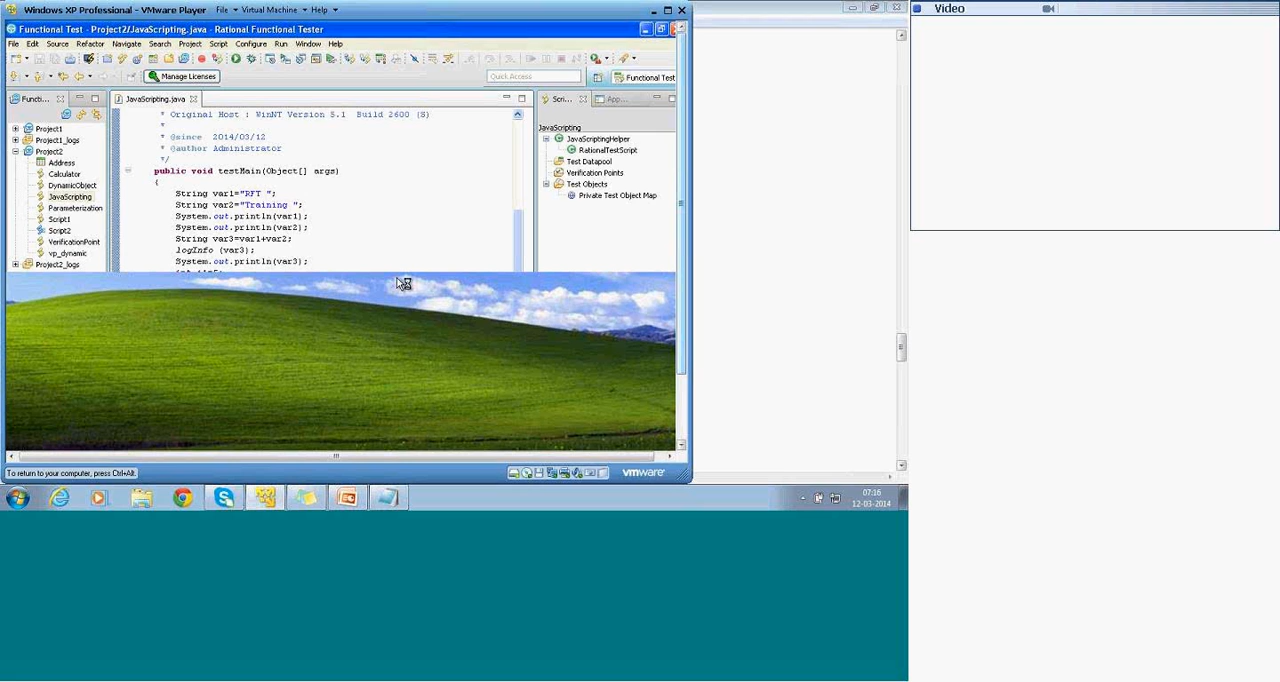 Windows XP Professional - VMware Player File Virtual Machine Help
Video
Functional Test - Project2/JavaScripting.java - Rational Functional Tester
File Edit Source Refactor Navigate Search Project Script Configure Run Window Help
Manage Licenses
Quick Access
Functional Test
Functi...
JavaScripting.java
Scri...
App...
Project1
Project1_logs
Project2
Address
Calculator
DynamicObject
JavaScripting
Parameterization
Script1
Script2
VerificationPoint
vp_dynamic
Project2_logs
* Original Host : WinNT Version 5.1 Build 2600 (S)
*
* @since 2014/03/12
* @author Administrator
*/
public void testMain(Object[] args)
{
String var1="RFT ";
String var2="Training ";
System.out.println(var1);
System.out.println(var2);
String var3=var1+var2;
logInfo (var3);
System.out.println(var3);
JavaScripting
JavaScriptingHelper
RationalTestScript
Test Datapool
Verification Points
Test Objects
Private Test Object Map
To return to your computer, press Ctrl+Alt.
vmware
07:16
12-03-2014